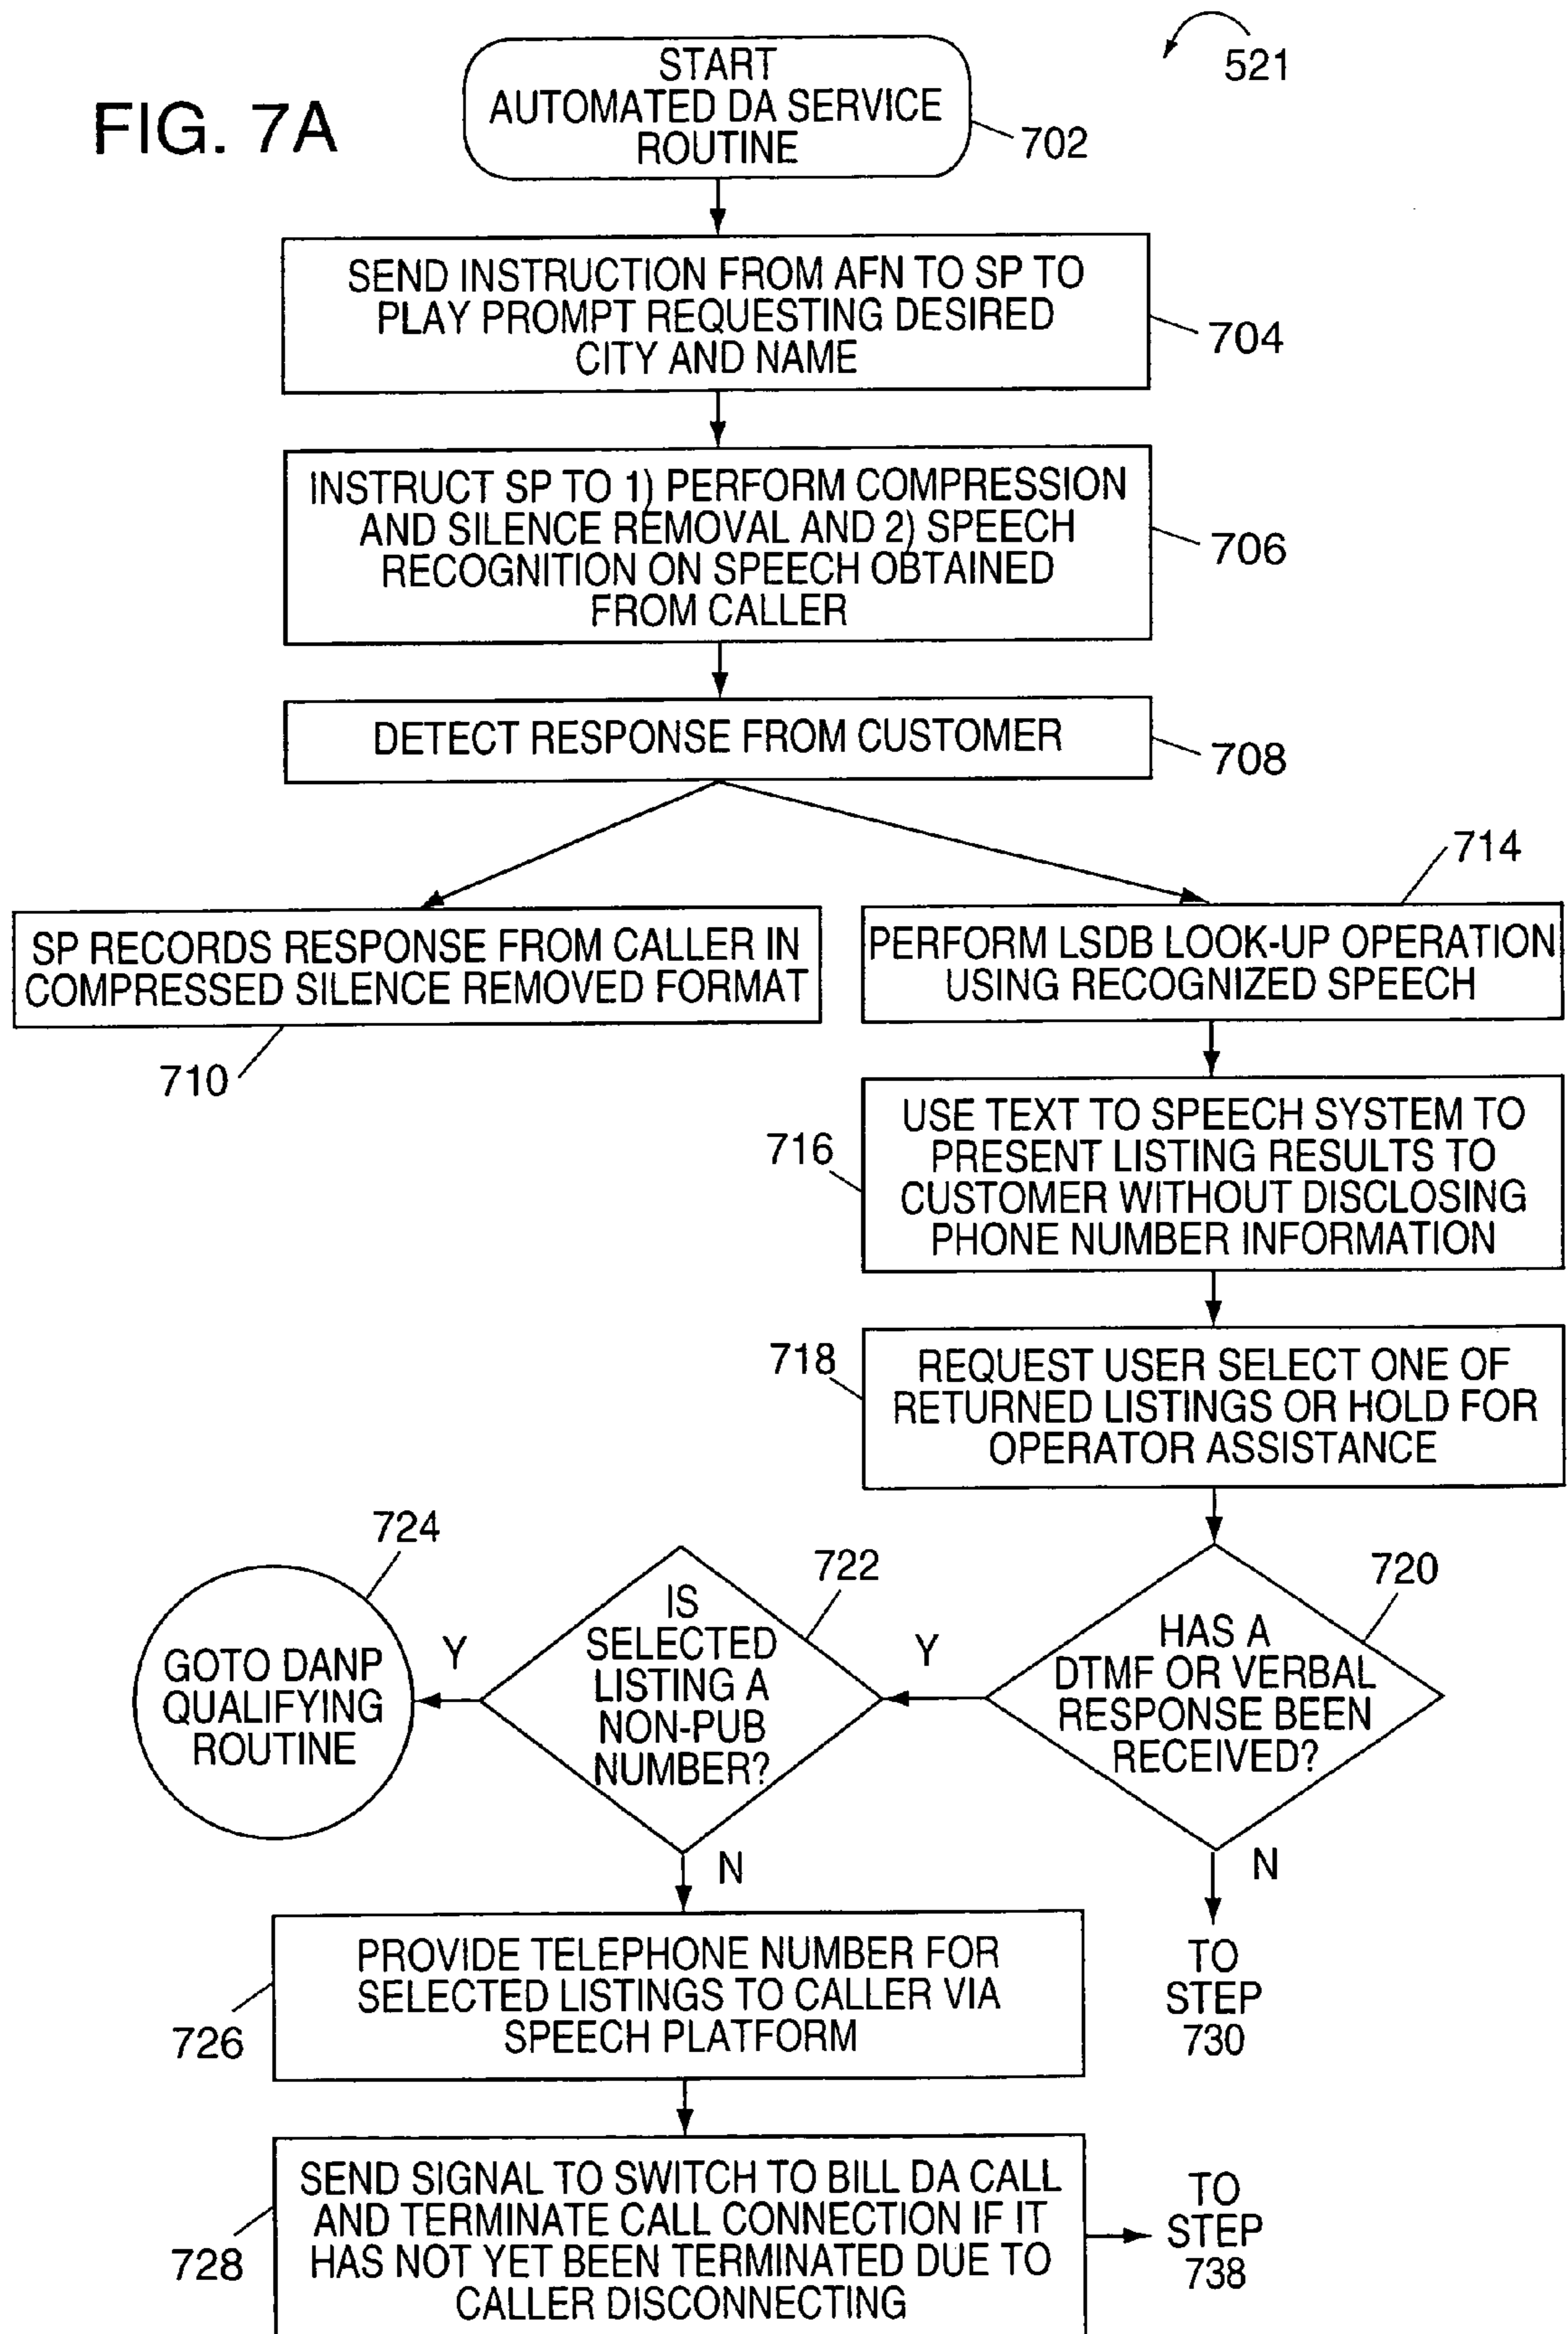 FIG. 7A
521
START
AUTOMATED DA SERVICE
ROUTINE
702
SEND INSTRUCTION FROM AFN TO SP TO
PLAY PROMPT REQUESTING DESIRED
CITY AND NAME
704
INSTRUCT SP TO 1) PERFORM COMPRESSION
AND SILENCE REMOVAL AND 2) SPEECH
RECOGNITION ON SPEECH OBTAINED
FROM CALLER
706
DETECT RESPONSE FROM CUSTOMER
708
SP RECORDS RESPONSE FROM CALLER IN
COMPRESSED SILENCE REMOVED FORMAT
710
714
PERFORM LSDB LOOK-UP OPERATION
USING RECOGNIZED SPEECH
716
USE TEXT TO SPEECH SYSTEM TO
PRESENT LISTING RESULTS TO
CUSTOMER WITHOUT DISCLOSING
PHONE NUMBER INFORMATION
718
REQUEST USER SELECT ONE OF
RETURNED LISTINGS OR HOLD FOR
OPERATOR ASSISTANCE
720
HAS A
DTMF OR VERBAL
RESPONSE BEEN
RECEIVED?
Y
N
TO
STEP
730
722
IS
SELECTED
LISTING A
NON-PUB
NUMBER?
Y
N
724
GOTO DANP
QUALIFYING
ROUTINE
PROVIDE TELEPHONE NUMBER FOR
SELECTED LISTINGS TO CALLER VIA
SPEECH PLATFORM
726
SEND SIGNAL TO SWITCH TO BILL DA CALL
AND TERMINATE CALL CONNECTION IF IT
HAS NOT YET BEEN TERMINATED DUE TO
CALLER DISCONNECTING
728
TO
STEP
738